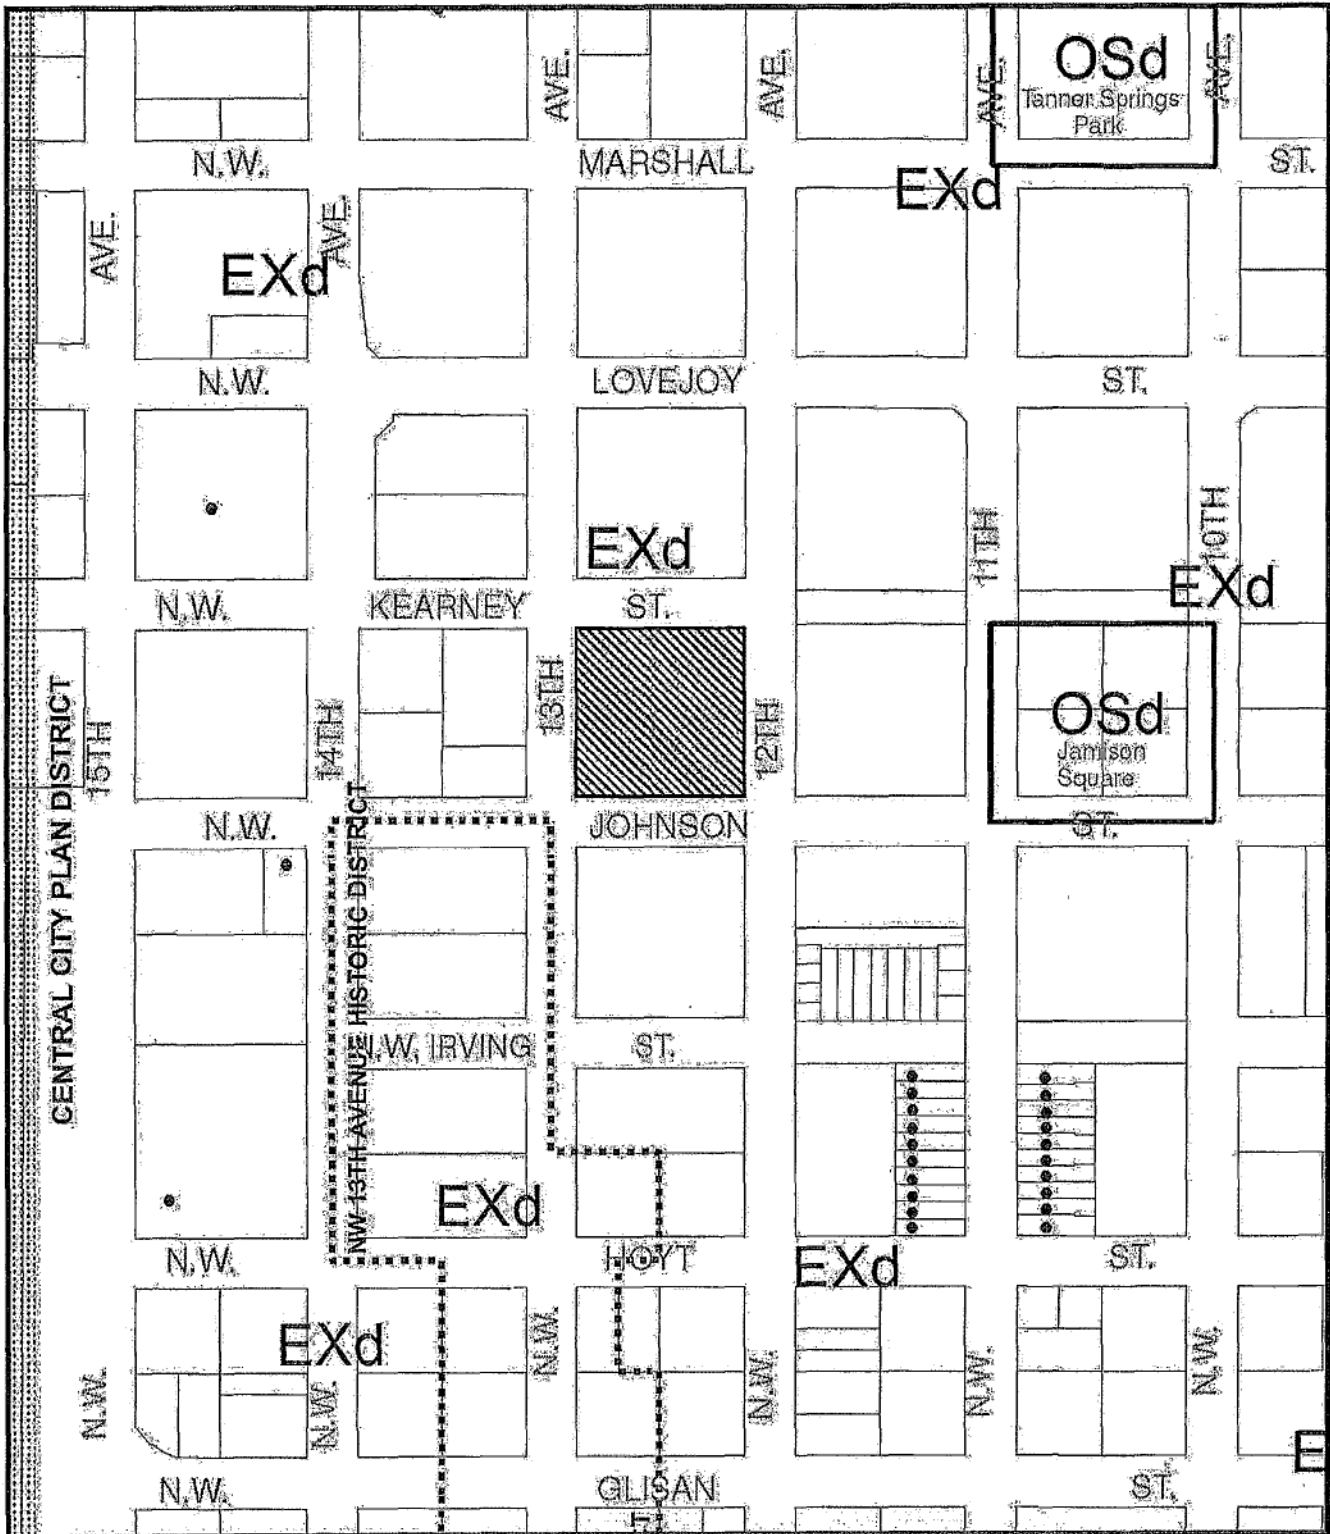 OSd
Tanner Springs
Park
AVE.
AVE.
AVE.
AVE.
N.W.
MARSHALL
ST.
EXd
AVE.
AVE.
EXd
N.W.
LOVEJOY
ST.
11TH
10TH
EXd
EXd
N.W.
KEARNEY
ST.
CENTRAL CITY PLAN DISTRICT
15TH
14TH
13TH
12TH
OSd
Jamison
Square
N.W.
JOHNSON
ST.
NW 13TH AVENUE HISTORIC DISTRICT
N.W. IRVING
ST.
EXd
N.W.
HOYT
EXd
ST.
EXd
N.W.
N.W.
N.W.
N.W.
N.W.
N.W.
E
N.W.
GLISAN
ST.